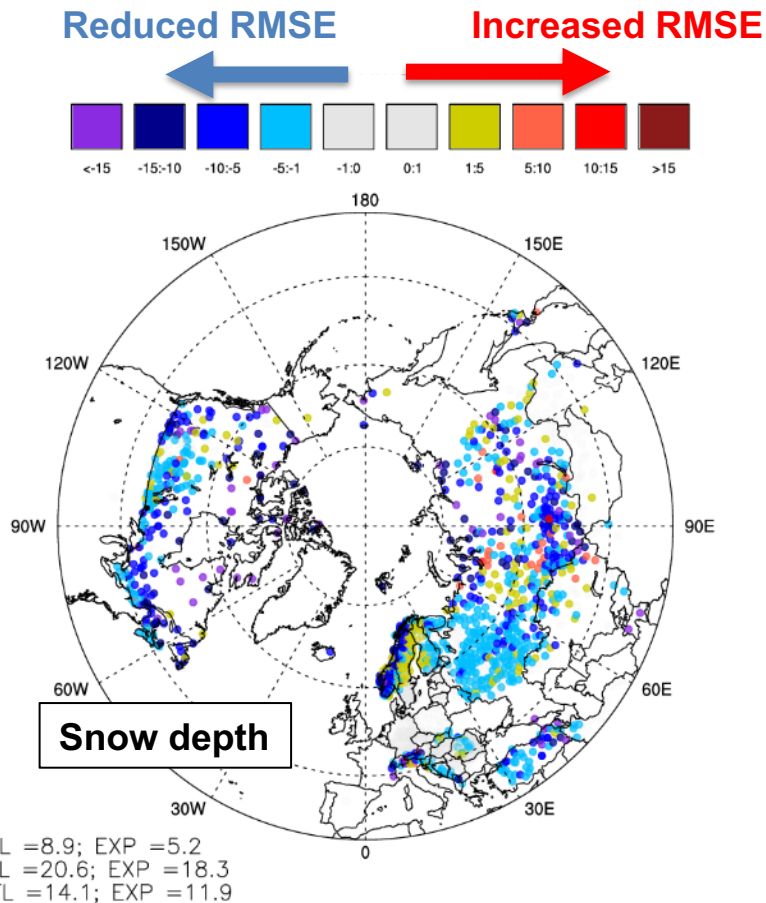 Reduced RMSE Increased RMSE
<-15 -15:-10 -10:-5 -5:-1 -1:0 0:1 1:5 5:10 10:15 >15
180
150W 150E
120W 120E
90W 90E
60W 60E
Snow depth
30W 30E
0
L =8.9; EXP =5.2
L =20.6; EXP =18.3
L =14.1; EXP =11.9